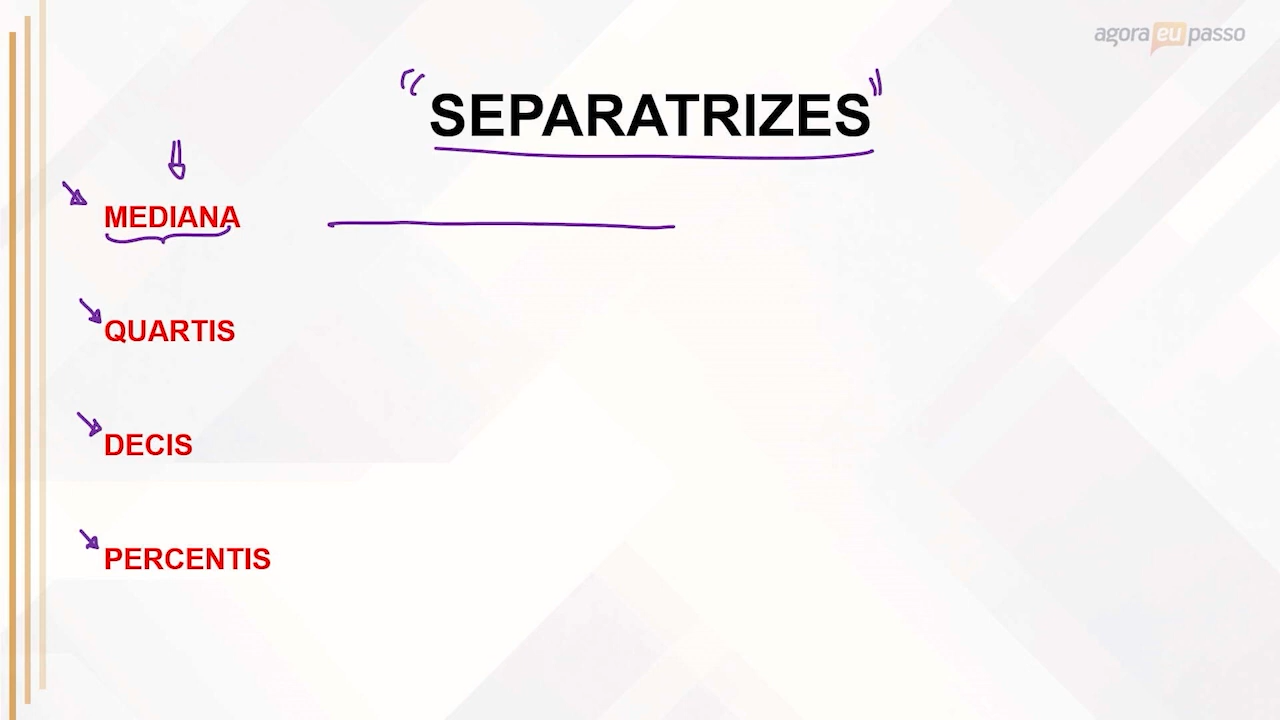 agora eu passo
"SEPARATRIZES"
MEDIANA
QUARTIS
DECIS
PERCENTIS